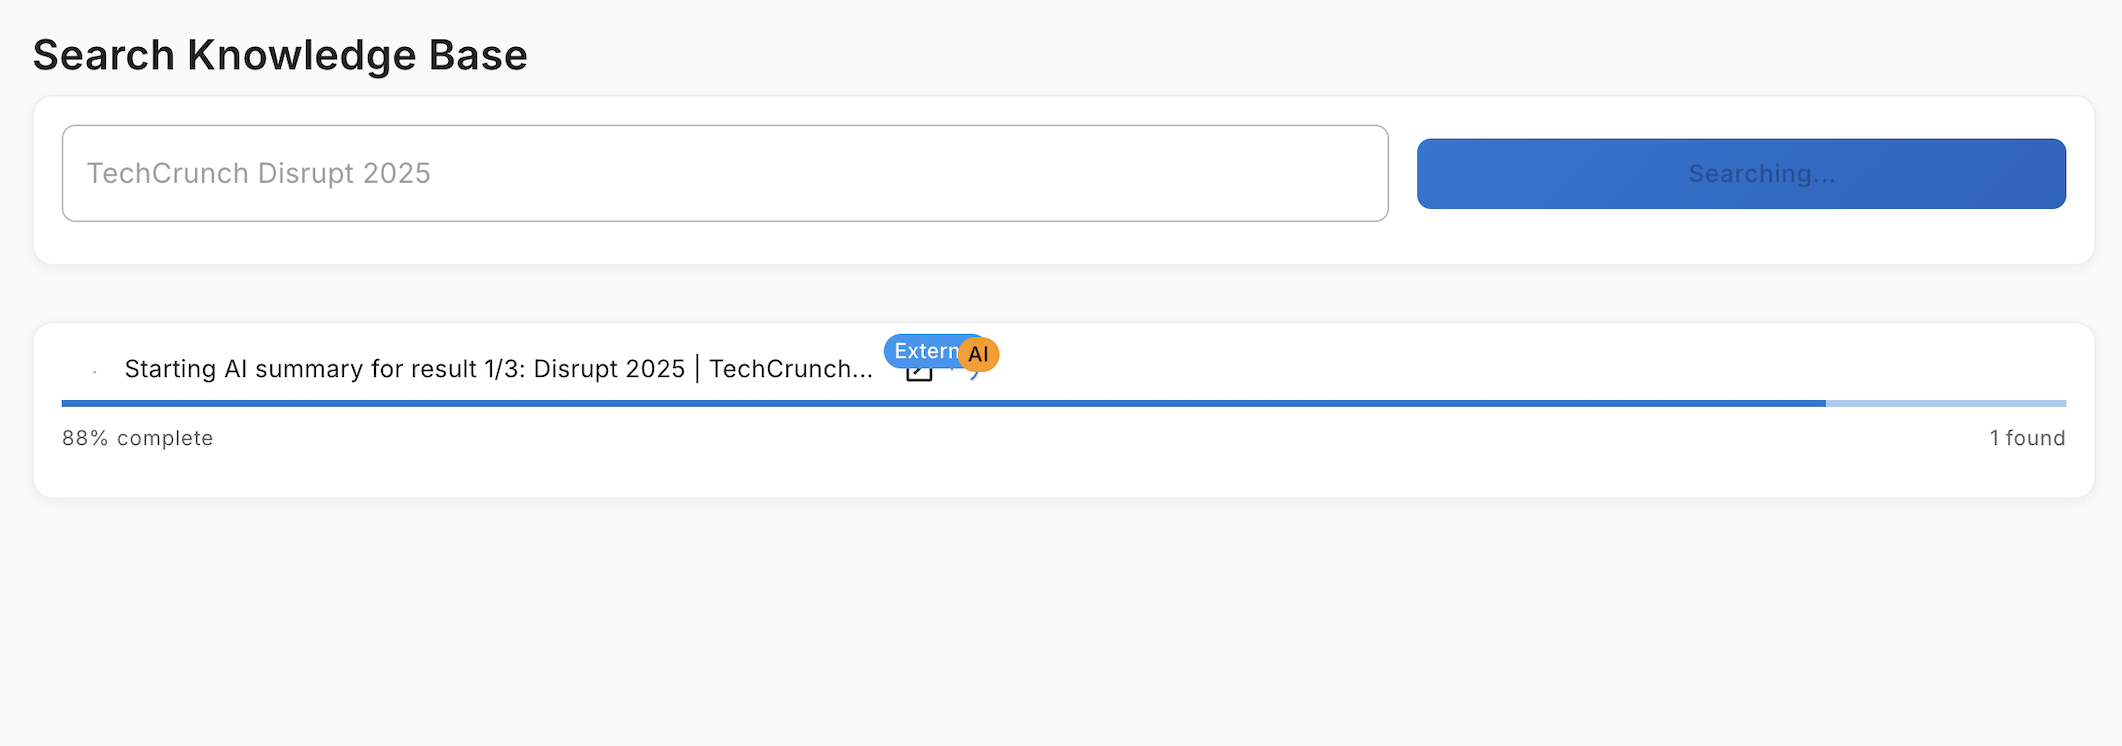 Search Knowledge Base
TechCrunch Disrupt 2025
Searching...
Starting AI summary for result 1/3: Disrupt 2025 | TechCrunch...
Extern
AI
88% complete
1 found